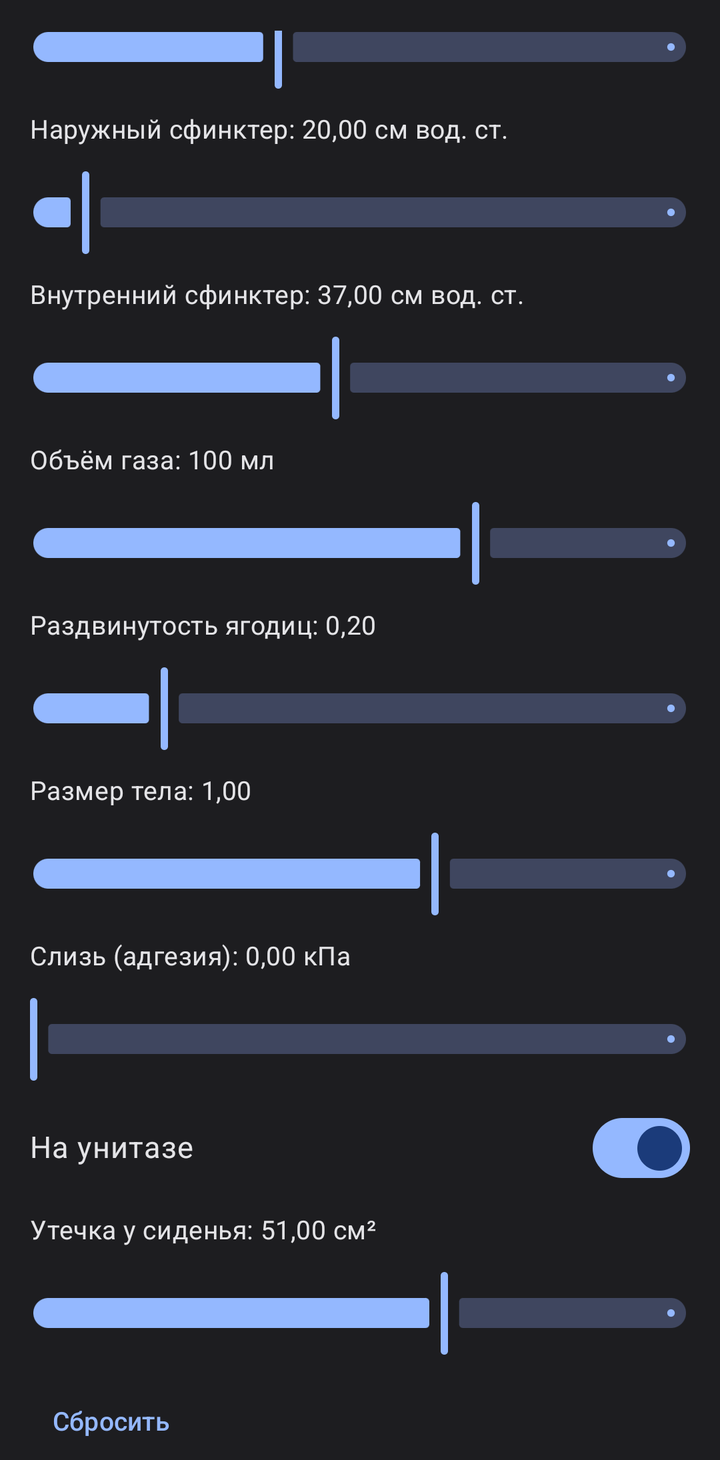 Наружный сфинктер: 20,00 см вод. ст.
Внутренний сфинктер: 37,00 см вод. ст.
Объём газа: 100 мл
Раздвинутость ягодиц: 0,20
Размер тела: 1,00
Слизь (адгезия): 0,00 кПа
На унитазе
Утечка у сиденья: 51,00 см²
Сбросить